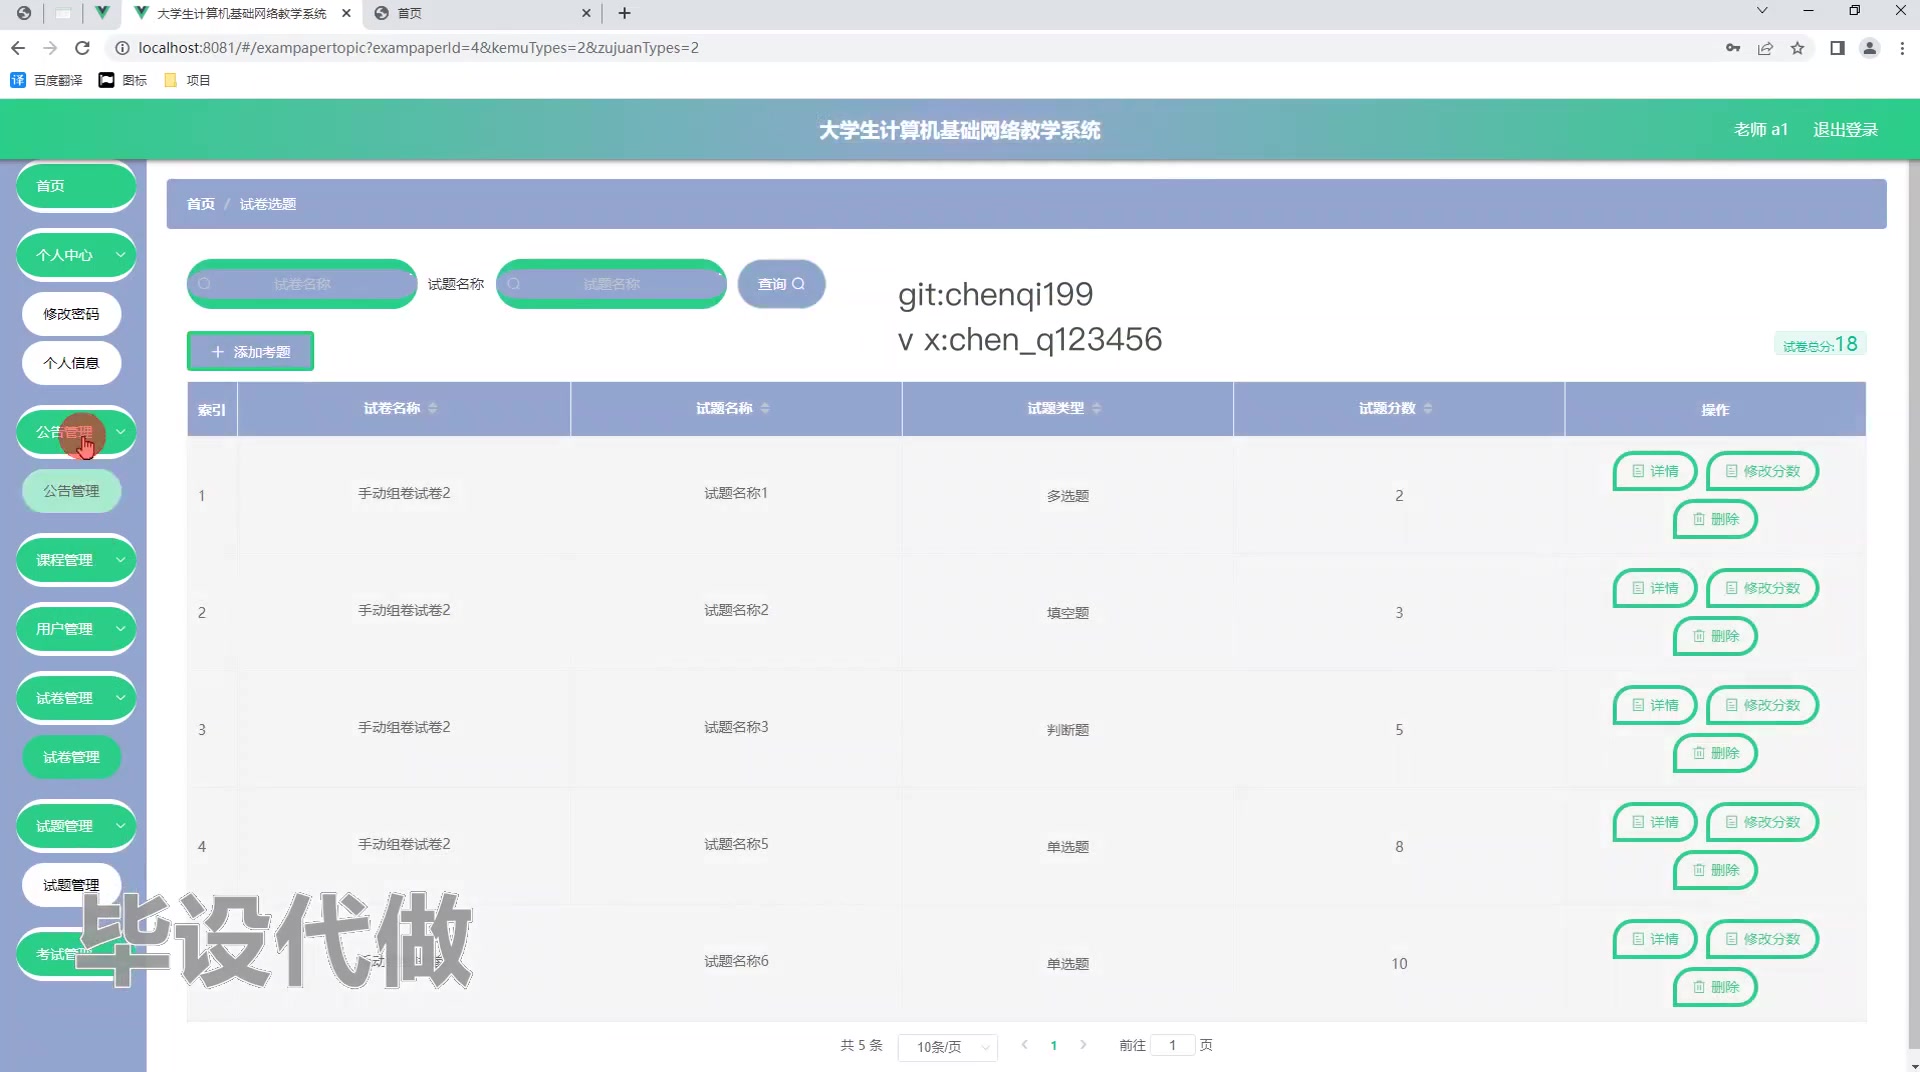 大学生计算机基础网络教学系统
首页
localhost:8081/#/exampapertopic?exampaperId=4&kemuTypes=2&zujuanTypes=2
百度翻译
图标
项目
大学生计算机基础网络教学系统
老师 a1
退出登录
首页
个人中心
修改密码
个人信息
公告管理
公告管理
课程管理
用户管理
试卷管理
试卷管理
试题管理
试题管理
考试管理
首页 / 试卷选题
试卷名称
试题名称
试题名称
查询
git:chenqi199
v x:chen_q123456
+ 添加考题
试卷总分:18
索引 试卷名称 试题名称 试题类型 试题分数 操作
1 手动组卷试卷2 试题名称1 多选题 2 详情 修改分数
删除
2 手动组卷试卷2 试题名称2 填空题 3 详情 修改分数
删除
3 手动组卷试卷2 试题名称3 判断题 5 详情 修改分数
删除
4 手动组卷试卷2 试题名称5 单选题 8 详情 修改分数
删除
试题名称6 单选题 10 详情 修改分数
删除
毕设代做
共 5 条 10条/页 1 前往 1 页